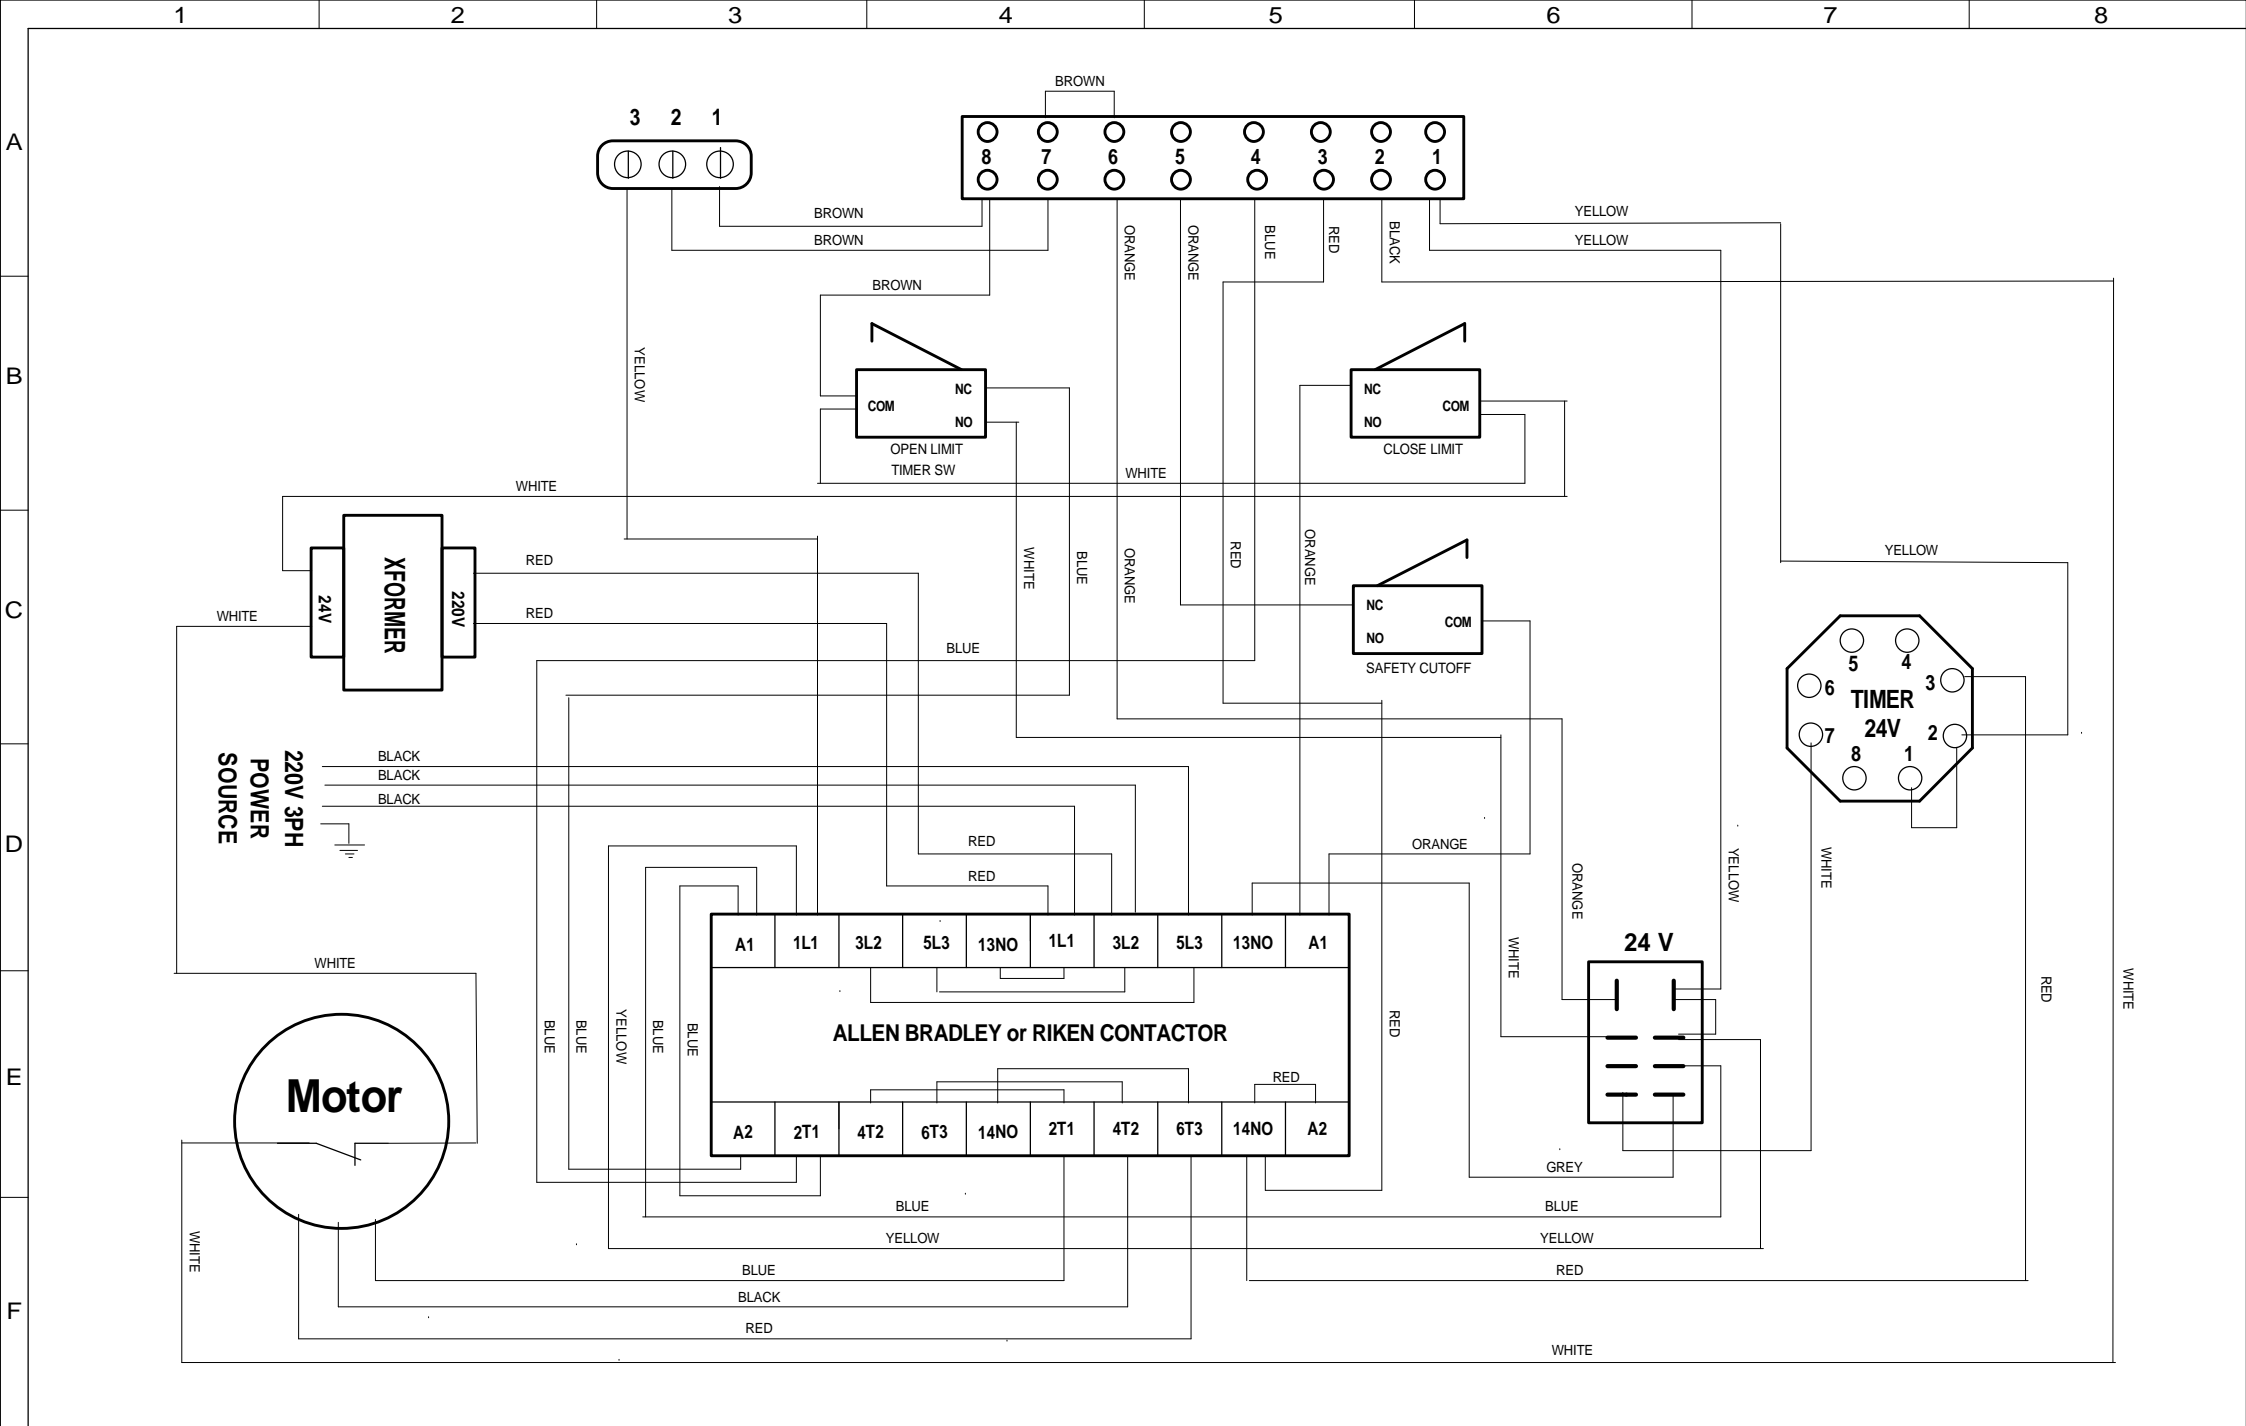 1 2 3 4 5 6 7 8
A
B
C
D
E
F
BROWN
3 2 1
8 7 6 5 4 3 2 1
BROWN
BROWN
YELLOW
YELLOW
ORANGE
ORANGE
BLUE
RED
BLACK
BROWN
YELLOW
COM
NC
NO
OPEN LIMIT
TIMER SW
NC
NO
COM
CLOSE LIMIT
WHITE
WHITE
XFORMER
24V
220V
RED
RED
WHITE
WHITE
BLUE
ORANGE
RED
ORANGE
NC
NO
COM
SAFETY CUTOFF
YELLOW
BLUE
5 4
6 3
TIMER
24V
7 2
8 1
220V 3PH
POWER
SOURCE
BLACK
BLACK
BLACK
RED
RED
ORANGE
ORANGE
YELLOW
WHITE
WHITE
24 V
WHITE
RED
WHITE
A1 1L1 3L2 5L3 13NO 1L1 3L2 5L3 13NO A1
ALLEN BRADLEY or RIKEN CONTACTOR
RED
A2 2T1 4T2 6T3 14NO 2T1 4T2 6T3 14NO A2
BLUE
BLUE
YELLOW
BLUE
BLUE
RED
Motor
GREY
BLUE
BLUE
YELLOW
YELLOW
WHITE
BLUE
RED
BLACK
RED
WHITE